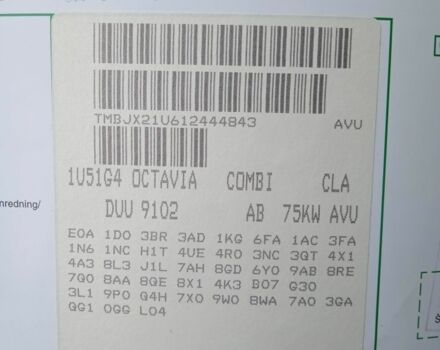 TMBJX21U612444843 AVU
1U51G4 OCTAVIA COMBI CLA
DUU 9102 AB 75KW AVU
nredning/
E0A 1D0 3BR 3AD 1KG 6FA 1AC 3FA
1N6 1NC H1T 4UE 4R0 3NC 3QT 4X1
4A3 8L3 J1L 7AH 8GD 6Y0 9AB 8RE
7Q0 8AA 8QE 8X1 4K3 B07 G30
3L1 9P0 Q4H 7X0 9W0 8WA 7A0 3GA
QG1 0GG L04